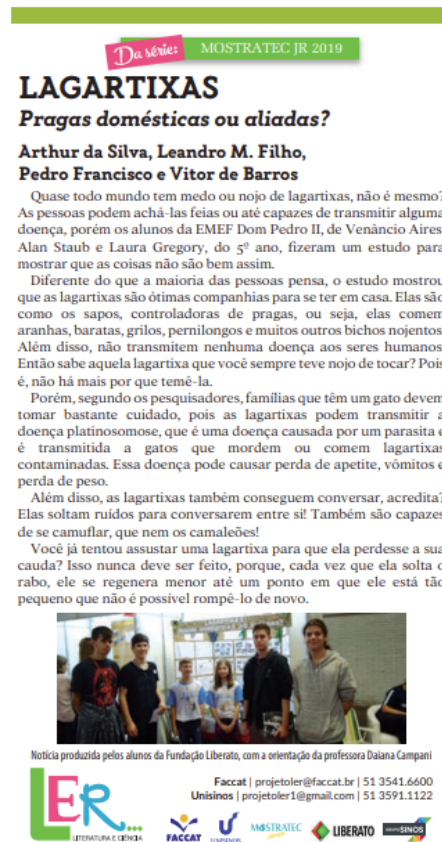 Da série:
MOSTRATEC JR 2019
LAGARTIXAS
Pragas domésticas ou aliadas?
Arthur da Silva, Leandro M. Filho,
Pedro Francisco e Vitor de Barros
Quase todo mundo tem medo ou nojo de lagartixas, não é mesmo?
As pessoas podem achá-las feias ou até capazes de transmitir alguma
doença, porém os alunos da EMEF Dom Pedro II, de Venâncio Aires
Alan Staub e Laura Gregory, do 5º ano, fizeram um estudo para
mostrar que as coisas não são bem assim.
Diferente do que a maioria das pessoas pensa, o estudo mostrou
que as lagartixas são ótimas companhias para se ter em casa. Elas são
como os sapos, controladoras de pragas, ou seja, elas comem
aranhas, baratas, grilos, pernilongos e muitos outros bichos nojentos
Além disso, não transmitem nenhuma doença aos seres humanos
Então sabe aquela lagartixa que você sempre teve nojo de tocar? Pois
é, não há mais por que temê-la.
Porém, segundo os pesquisadores, famílias que têm um gato devem
tomar bastante cuidado, pois as lagartixas podem transmitir a
doença platinosomose, que é uma doença causada por um parasita e
é transmitida a gatos que mordem ou comem lagartixas
contaminadas. Essa doença pode causar perda de apetite, vômitos e
perda de peso.
Além disso, as lagartixas também conseguem conversar, acredita?
Elas soltam ruídos para conversarem entre si! Também são capazes
de se camuflar, que nem os camaleões!
Você já tentou assustar uma lagartixa para que ela perdesse a sua
cauda? Isso nunca deve ser feito, porque, cada vez que ela solta o
rabo, ele se regenera menor até um ponto em que ele está tão
pequeno que não é possível rompê-lo de novo.
Notícia produzida pelos alunos da Fundação Liberato, com a orientação da professora Daiana Campani
Faccat | projetoler@faccat.br | 51 3541.6600
Unisinos | projetoler1@gmail.com | 51 3591.1122
LER...
LITERATURA E CIÊNCIA
FACCAT
UNISINOS
MOSTRATEC
LIBERATO
GRUPO SINOS